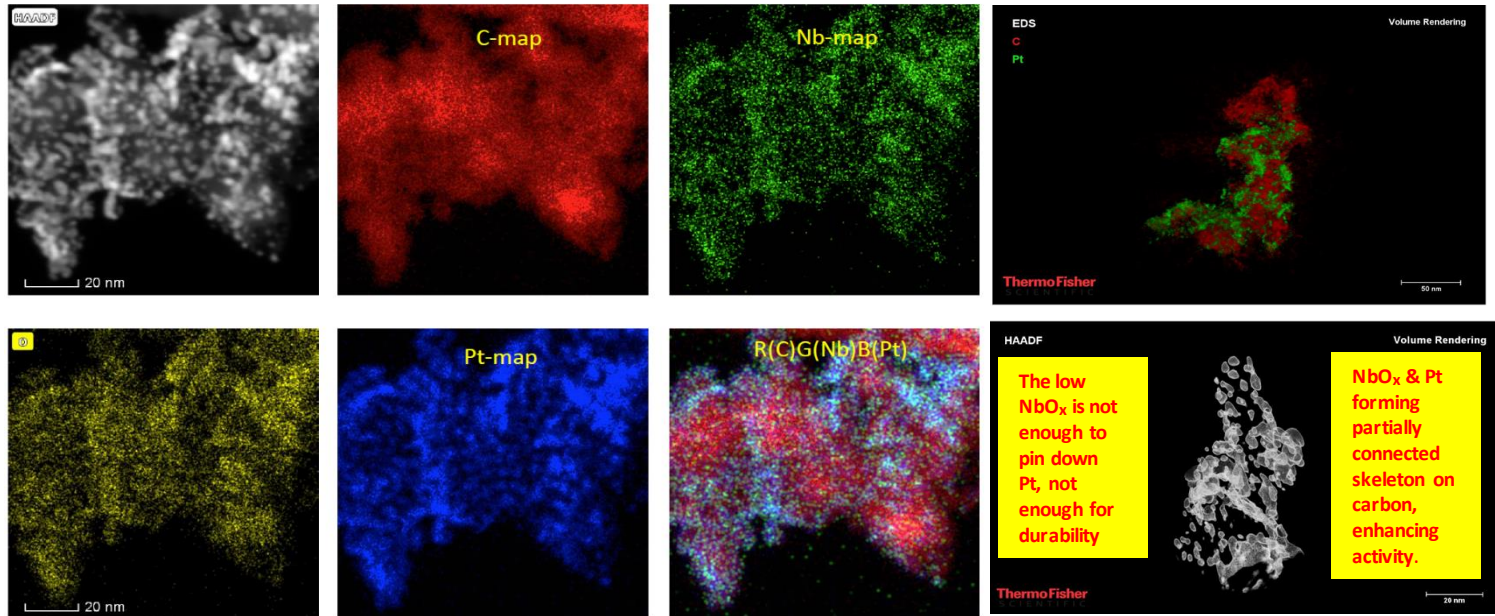 HAADF
20 nm
C-map
Nb-map
EDS
C
Pt
Volume Rendering
ThermoFisher
SCIENTIFIC
50 nm
O
20 nm
Pt-map
R(C)G(Nb)B(Pt)
HAADF
Volume Rendering
The low
NbOₓ is not
enough to
pin down
Pt, not
enough for
durability
NbOₓ & Pt
forming
partially
connected
skeleton on
carbon,
enhancing
activity.
ThermoFisher
SCIENTIFIC
20 nm